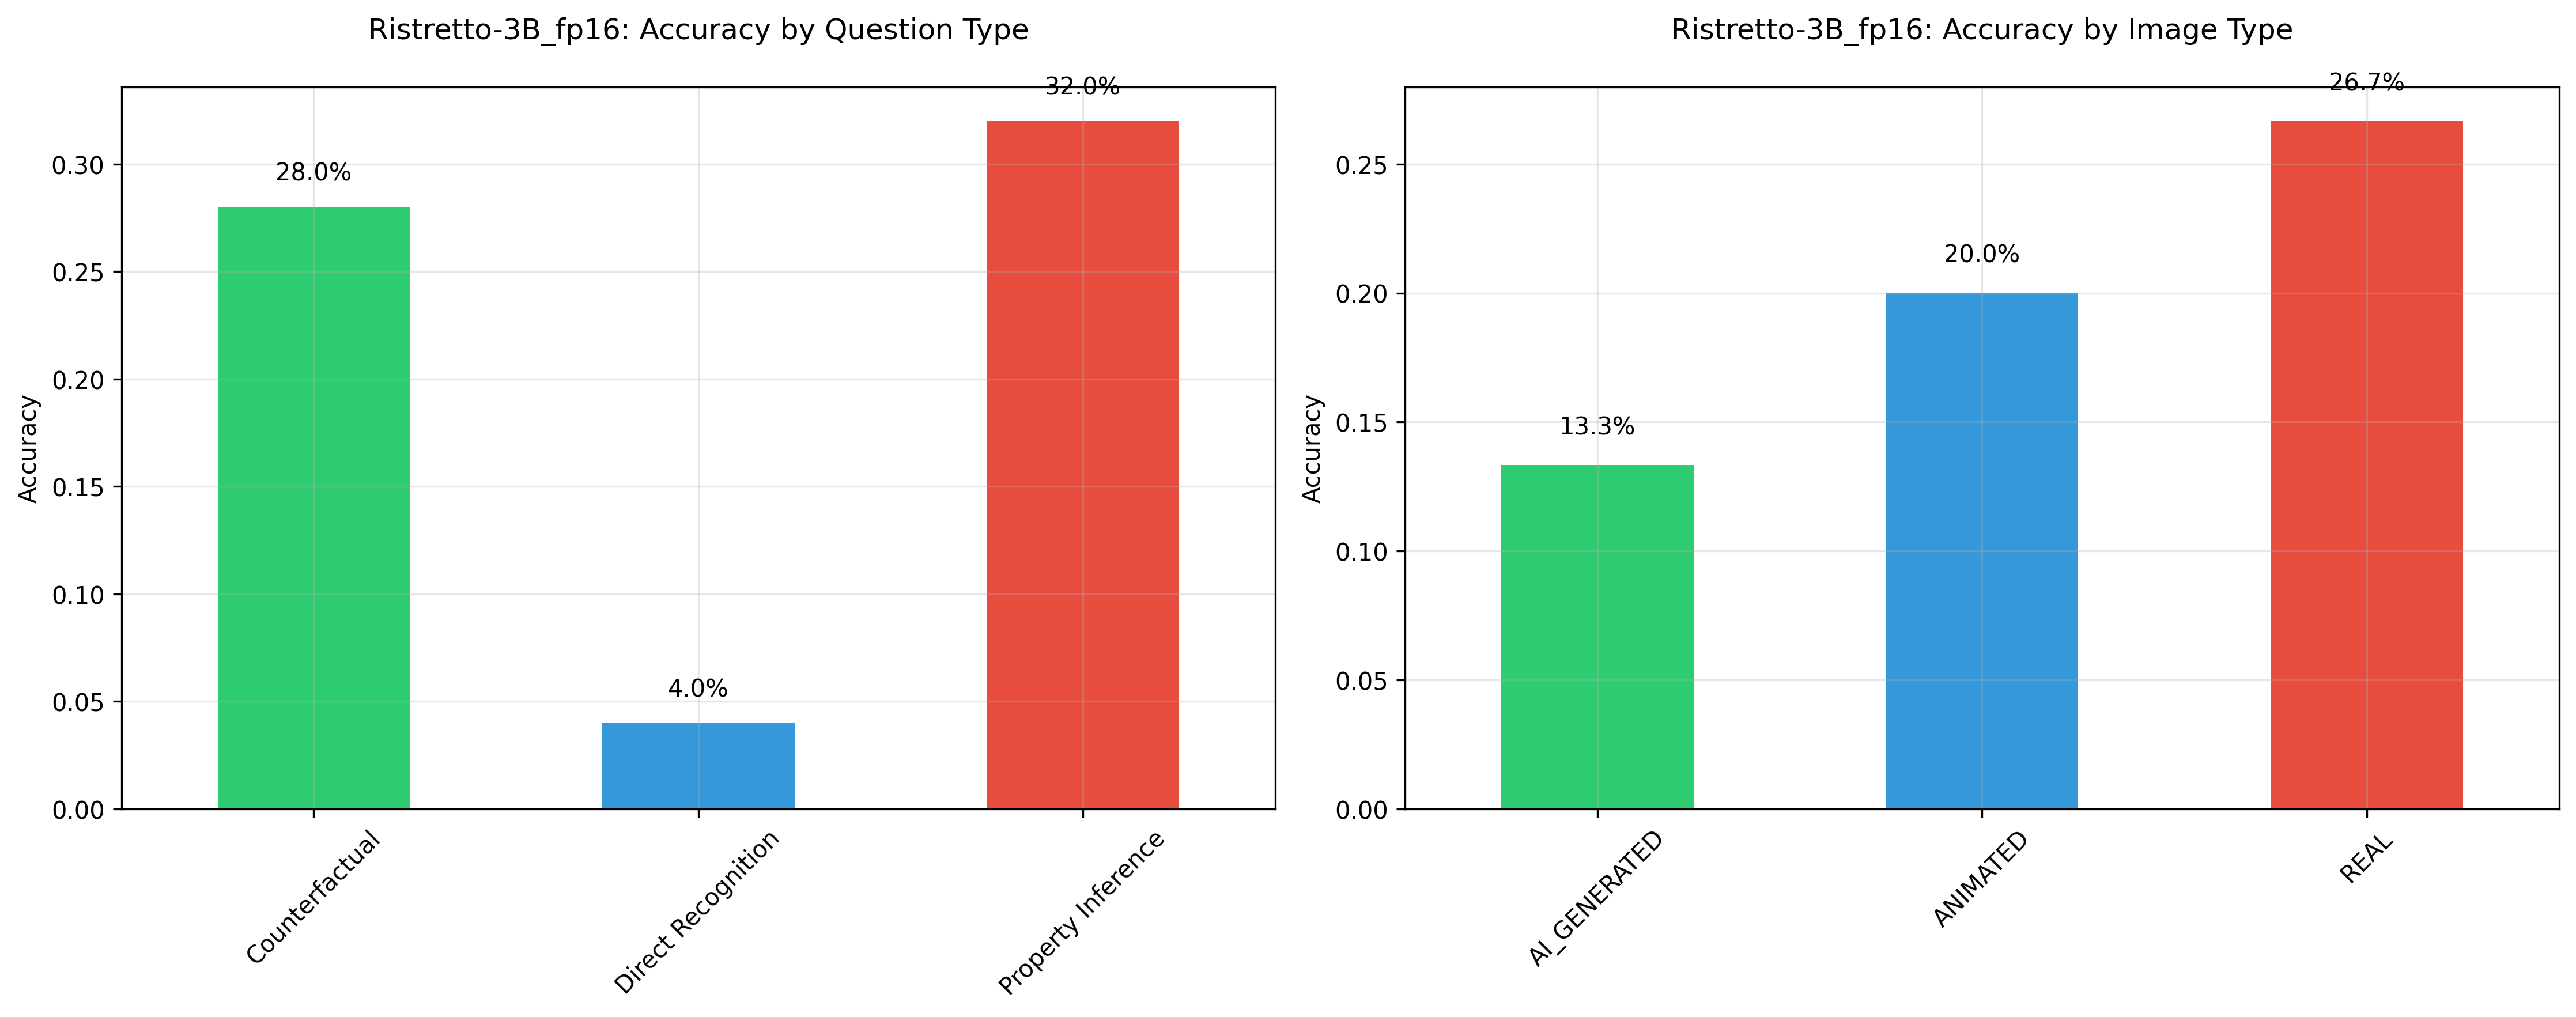 Ristretto-3B_fp16: Accuracy by Question Type
32.0%
28.0%
4.0%
0.30
0.25
0.20
0.15
0.10
0.05
0.00
Accuracy
Counterfactual
Direct Recognition
Property Inference
Ristretto-3B_fp16: Accuracy by Image Type
26.7%
20.0%
13.3%
0.25
0.20
0.15
0.10
0.05
0.00
Accuracy
AI_GENERATED
ANIMATED
REAL